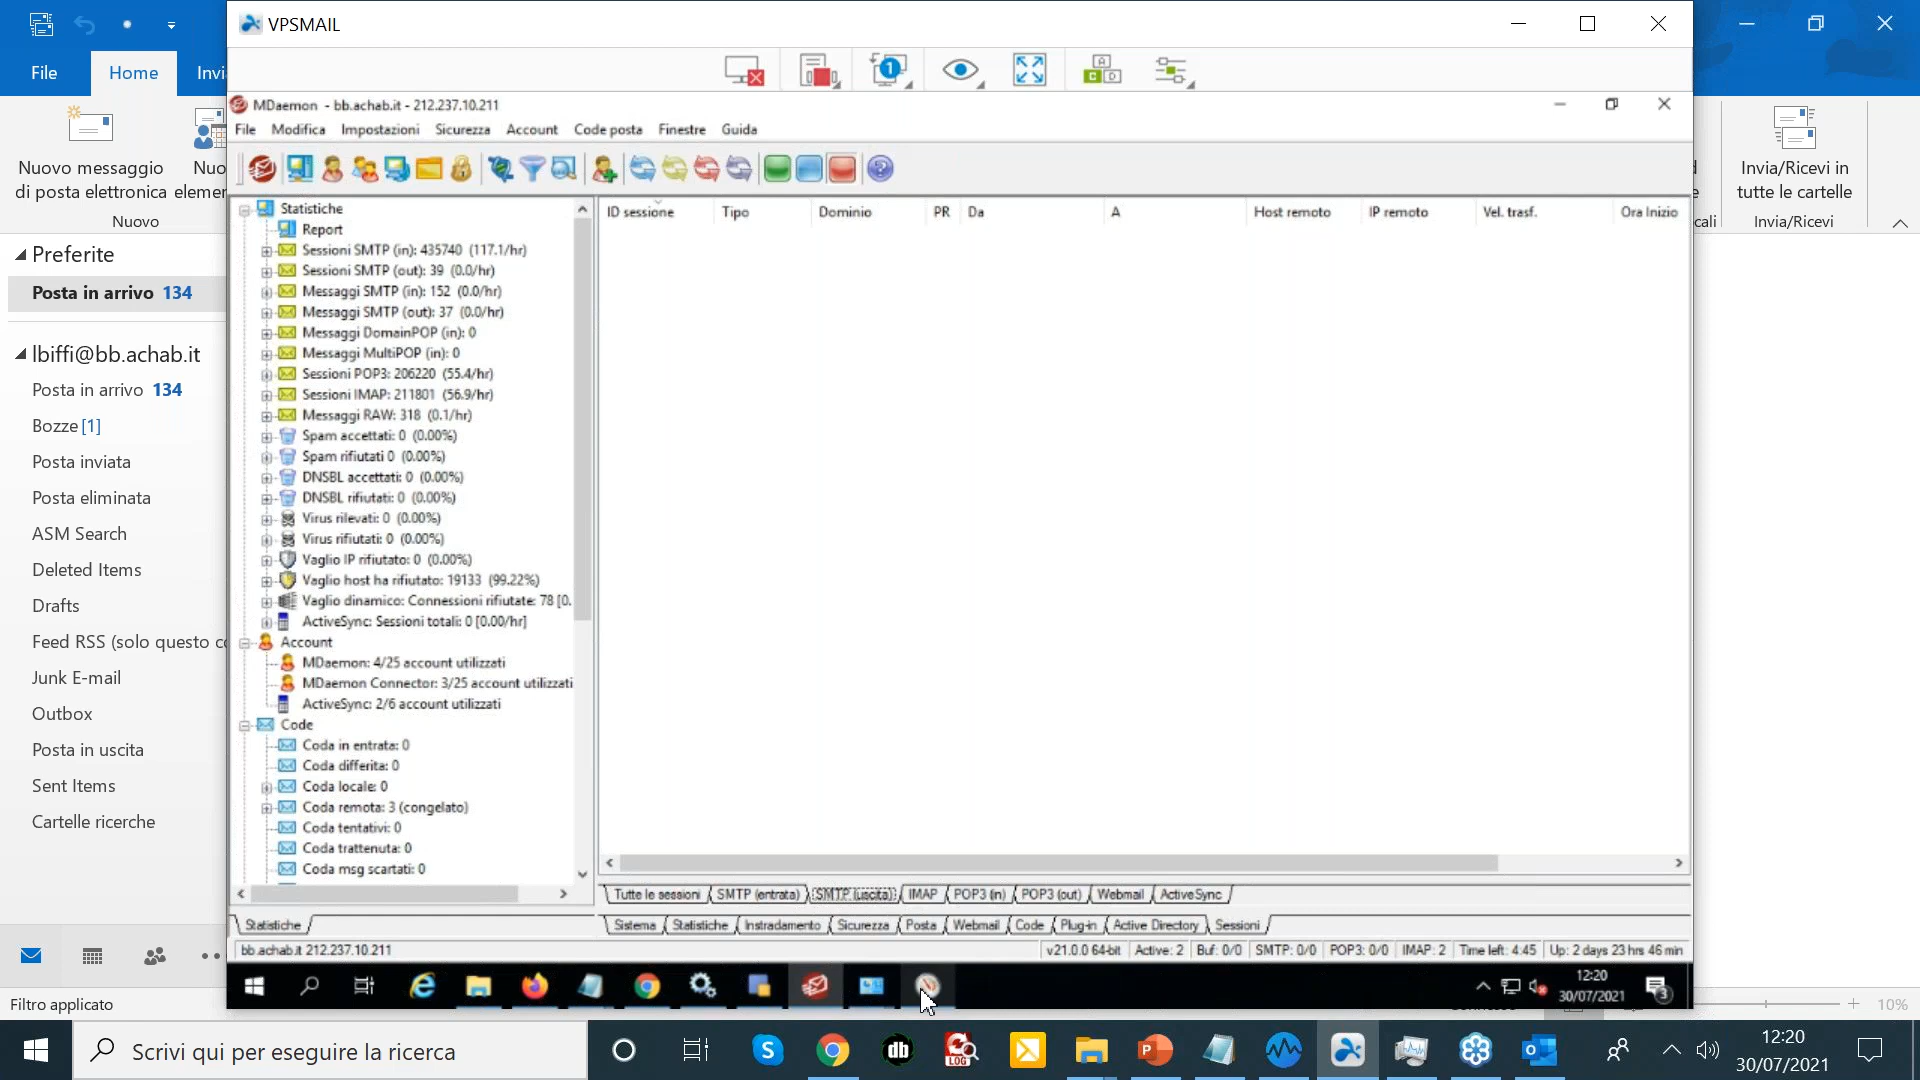 VPSMAIL
File
Home
Invi
Nuovo messaggio
di posta elettronica
Nuo
elemen
Nuovo
Invia/Ricevi in
tutte le cartelle
Invia/Ricevi
cali
Preferite
Posta in arrivo 134
lbiffi@bb.achab.it
Posta in arrivo 134
Bozze [1]
Posta inviata
Posta eliminata
ASM Search
Deleted Items
Drafts
Feed RSS (solo questo co
Junk E-mail
Outbox
Posta in uscita
Sent Items
Cartelle ricerche
Filtro applicato
10%
MDaemon - bb.achab.it - 212.237.10.211
File Modifica Impostazioni Sicurezza Account Code posta Finestre Guida
Statistiche
Report
Sessioni SMTP (in): 435740 (117.1/hr)
Sessioni SMTP (out): 39 (0.0/hr)
Messaggi SMTP (in): 152 (0.0/hr)
Messaggi SMTP (out): 37 (0.0/hr)
Messaggi DomainPOP (in): 0
Messaggi MultiPOP (in): 0
Sessioni POP3: 206220 (55.4/hr)
Sessioni IMAP: 211801 (56.9/hr)
Messaggi RAW: 318 (0.1/hr)
Spam accettati: 0 (0.00%)
Spam rifiutati 0 (0.00%)
DNSBL accettati: 0 (0.00%)
DNSBL rifiutati: 0 (0.00%)
Virus rilevati: 0 (0.00%)
Virus rifiutati: 0 (0.00%)
Vaglio IP rifiutato: 0 (0.00%)
Vaglio host ha rifiutato: 19133 (99.22%)
Vaglio dinamico: Connessioni rifiutate: 78 [0.
ActiveSync: Sessioni totali: 0 [0.00/hr]
Account
MDaemon: 4/25 account utilizzati
MDaemon Connector: 3/25 account utilizzati
ActiveSync: 2/6 account utilizzati
Code
Coda in entrata: 0
Coda differita: 0
Coda locale: 0
Coda remota: 3 (congelato)
Coda tentativi: 0
Coda trattenuta: 0
Coda msg scartati: 0
Statistiche
ID sessione Tipo Dominio PR Da A Host remoto IP remoto Vel. trasf. Ora Inizio
Tutte le sessioni SMTP (entrata) SMTP (uscita) IMAP POP3 (in) POP3 (out) Webmail ActiveSync
Sistema Statistiche Instradamento Sicurezza Posta Webmail Code Plug-in Active Directory Sessioni
bb.achab.it 212.237.10.211
v21.0.0 64-bit Active: 2 Buf: 0/0 SMTP: 0/0 POP3: 0/0 IMAP: 2 Time left: 4:45 Up: 2 days 23 hrs 46 min
12:20
30/07/2021
3
Scrivi qui per eseguire la ricerca
12:20
30/07/2021